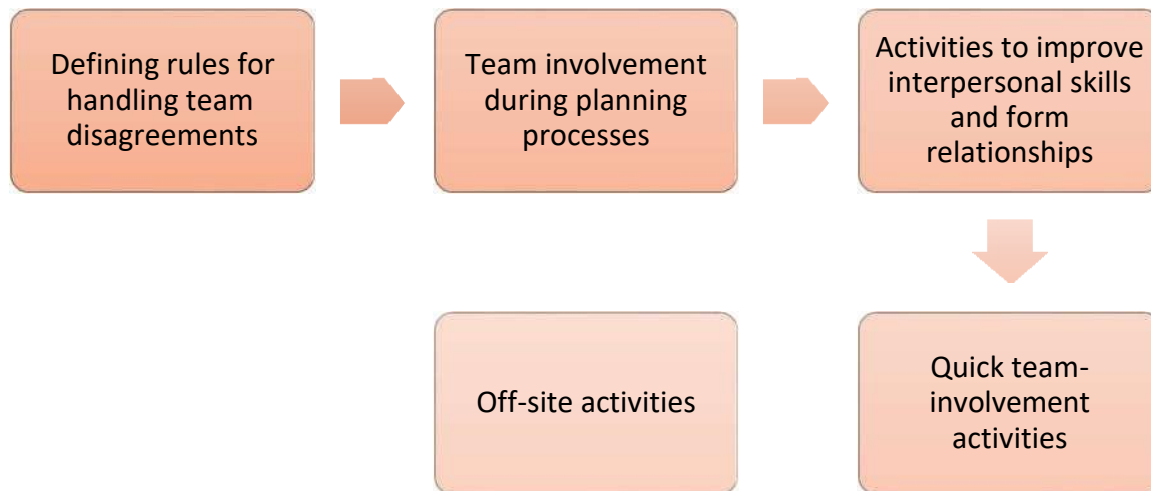 Defining rules for
handling team
disagreements
Team involvement
during planning
processes
Activities to improve
interpersonal skills
and form
relationships
Quick team-
involvement
activities
Off-site activities